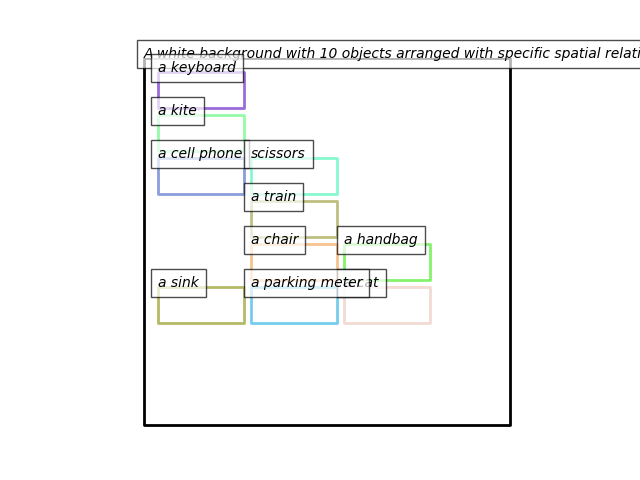 A white background with 10 objects arranged with specific spatial relati
a keyboard
a kite
a cell phone
scissors
a train
a chair
a handbag
a sink
a parking meter
cat